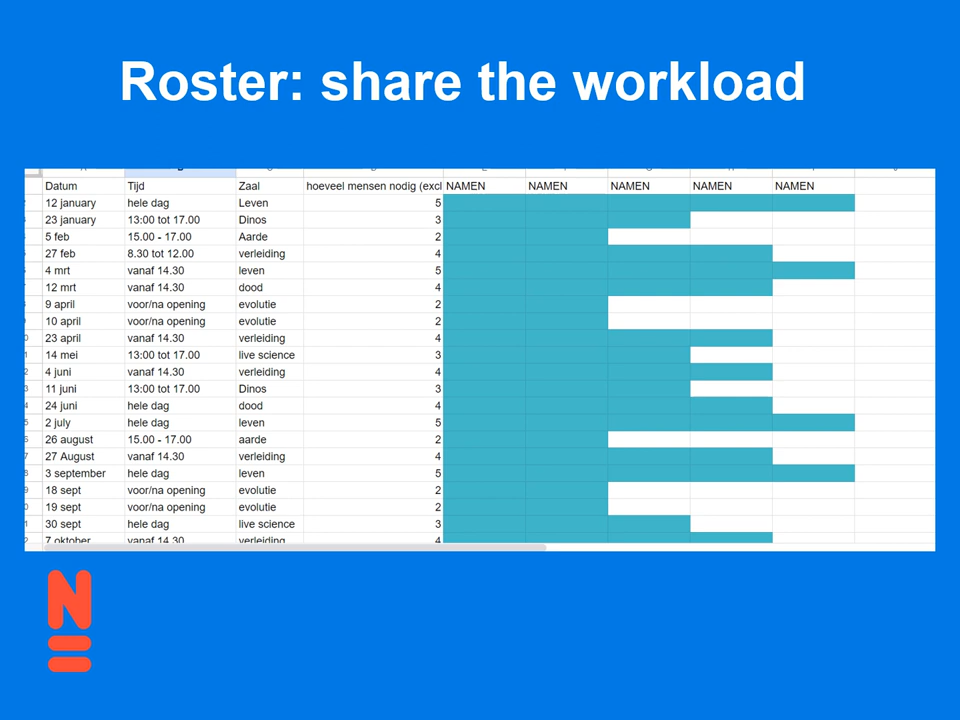 Roster: share the workload
Datum Tijd Zaal hoeveel mensen nodig (excl NAMEN NAMEN NAMEN NAMEN NAMEN
12 january hele dag Leven 5
23 january 13:00 tot 17.00 Dinos 3
5 feb 15.00 - 17.00 Aarde 2
27 feb 8.30 tot 12.00 verleiding 4
4 mrt vanaf 14.30 leven 5
12 mrt vanaf 14.30 dood 4
9 april voor/na opening evolutie 2
10 april voor/na opening evolutie 2
23 april vanaf 14.30 verleiding 4
14 mei 13:00 tot 17.00 live science 3
4 juni vanaf 14.30 verleiding 4
11 juni 13:00 tot 17.00 Dinos 3
24 juni hele dag dood 4
2 july hele dag leven 5
26 august 15.00 - 17.00 aarde 2
27 August vanaf 14.30 verleiding 4
3 september hele dag leven 5
18 sept voor/na opening evolutie 2
19 sept voor/na opening evolutie 2
30 sept hele dag live science 3
7 oktober vanaf 14.30 verleiding 4
N